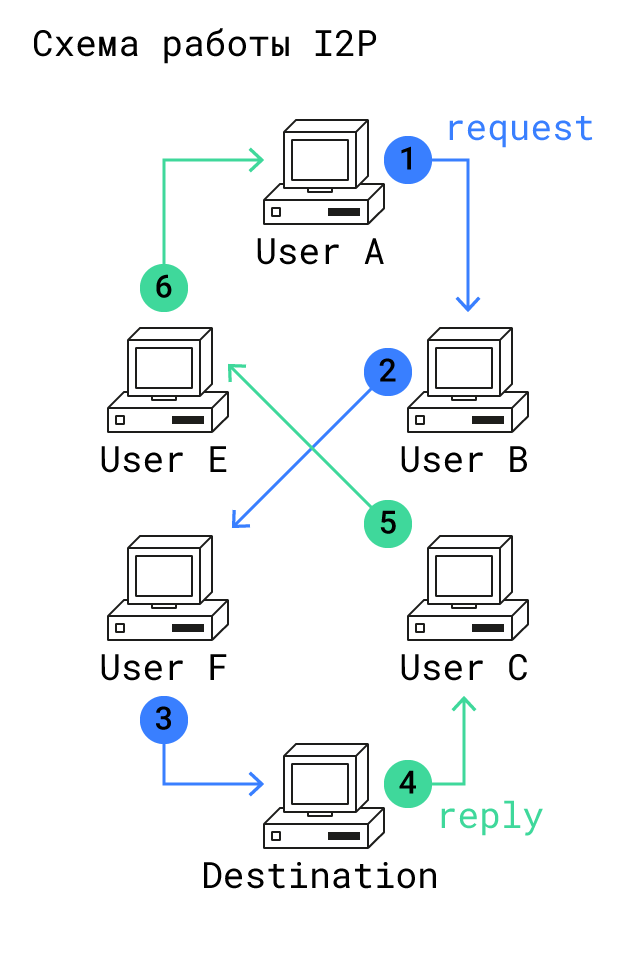 Схема работы I2P
request
1
User A
6
2
User E
User B
5
User F
User C
3
4
reply
Destination